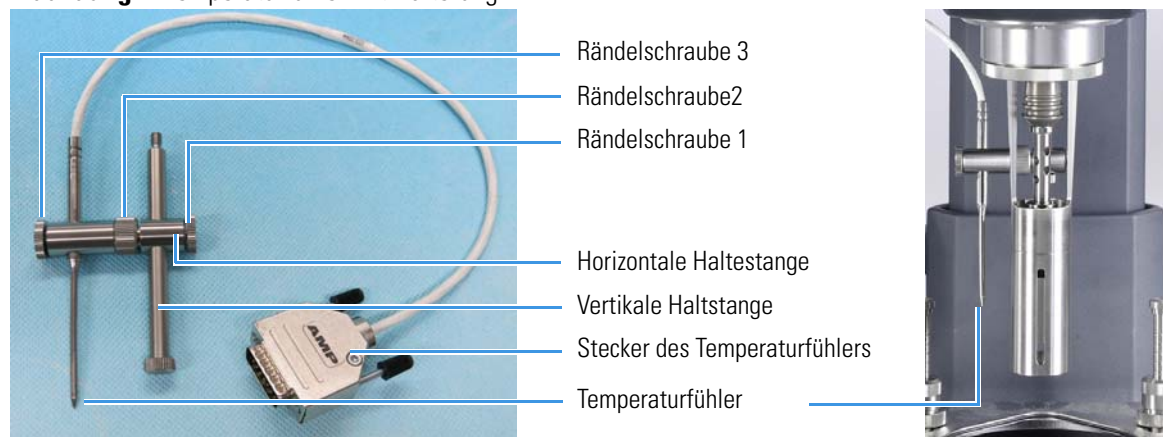 Rändelschraube 3
Rändelschraube2
Rändelschraube 1
Horizontale Haltestange
Vertikale Haltstange
Stecker des Temperaturfühlers
Temperaturfühler
AMP